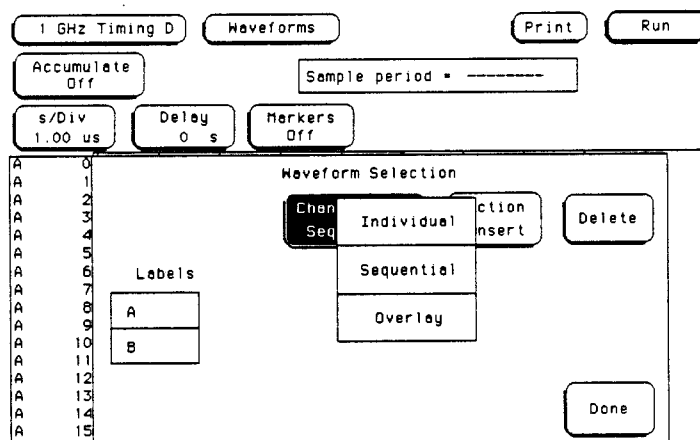 1 GHz Timing D Waveforms Print Run
Accumulate
Off
Sample period = --------
s/Div
1.00 us
Delay
0 s
Markers
Off
Waveform Selection
A 0
A 1
A 2
A 3
A 4
A 5
A 6
A 7
A 8
A 9
A 10
A 11
A 12
A 13
A 14
A 15
Chan
Seq
Individual
Sequential
Overlay
ction
nsert
Delete
Labels
A
B
Done